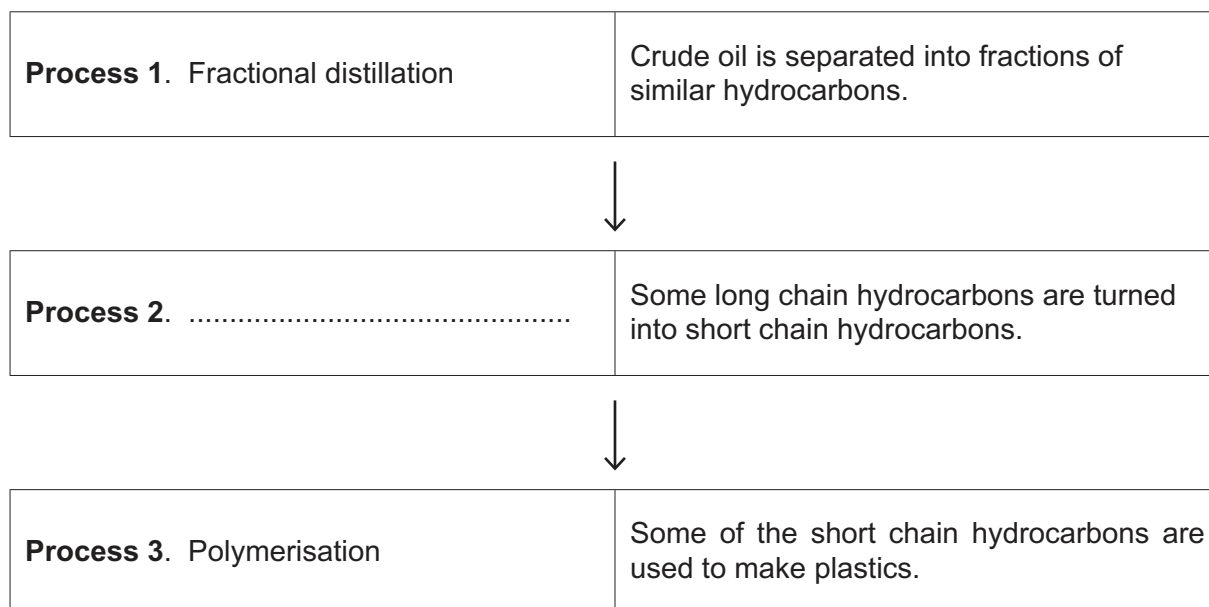 Process 1. Fractional distillation
Crude oil is separated into fractions of
similar hydrocarbons.
Process 2. ...............................................
Some long chain hydrocarbons are turned
into short chain hydrocarbons.
Process 3. Polymerisation
Some of the short chain hydrocarbons are
used to make plastics.